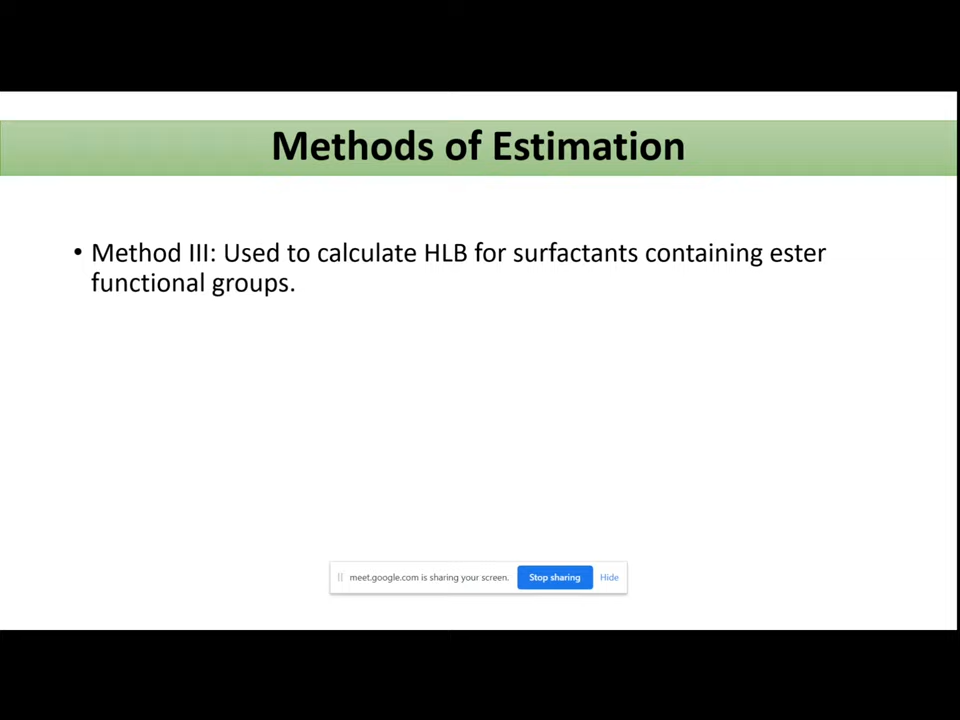 Methods of Estimation
• Method III: Used to calculate HLB for surfactants containing ester
functional groups.
meet.google.com is sharing your screen. Stop sharing Hide